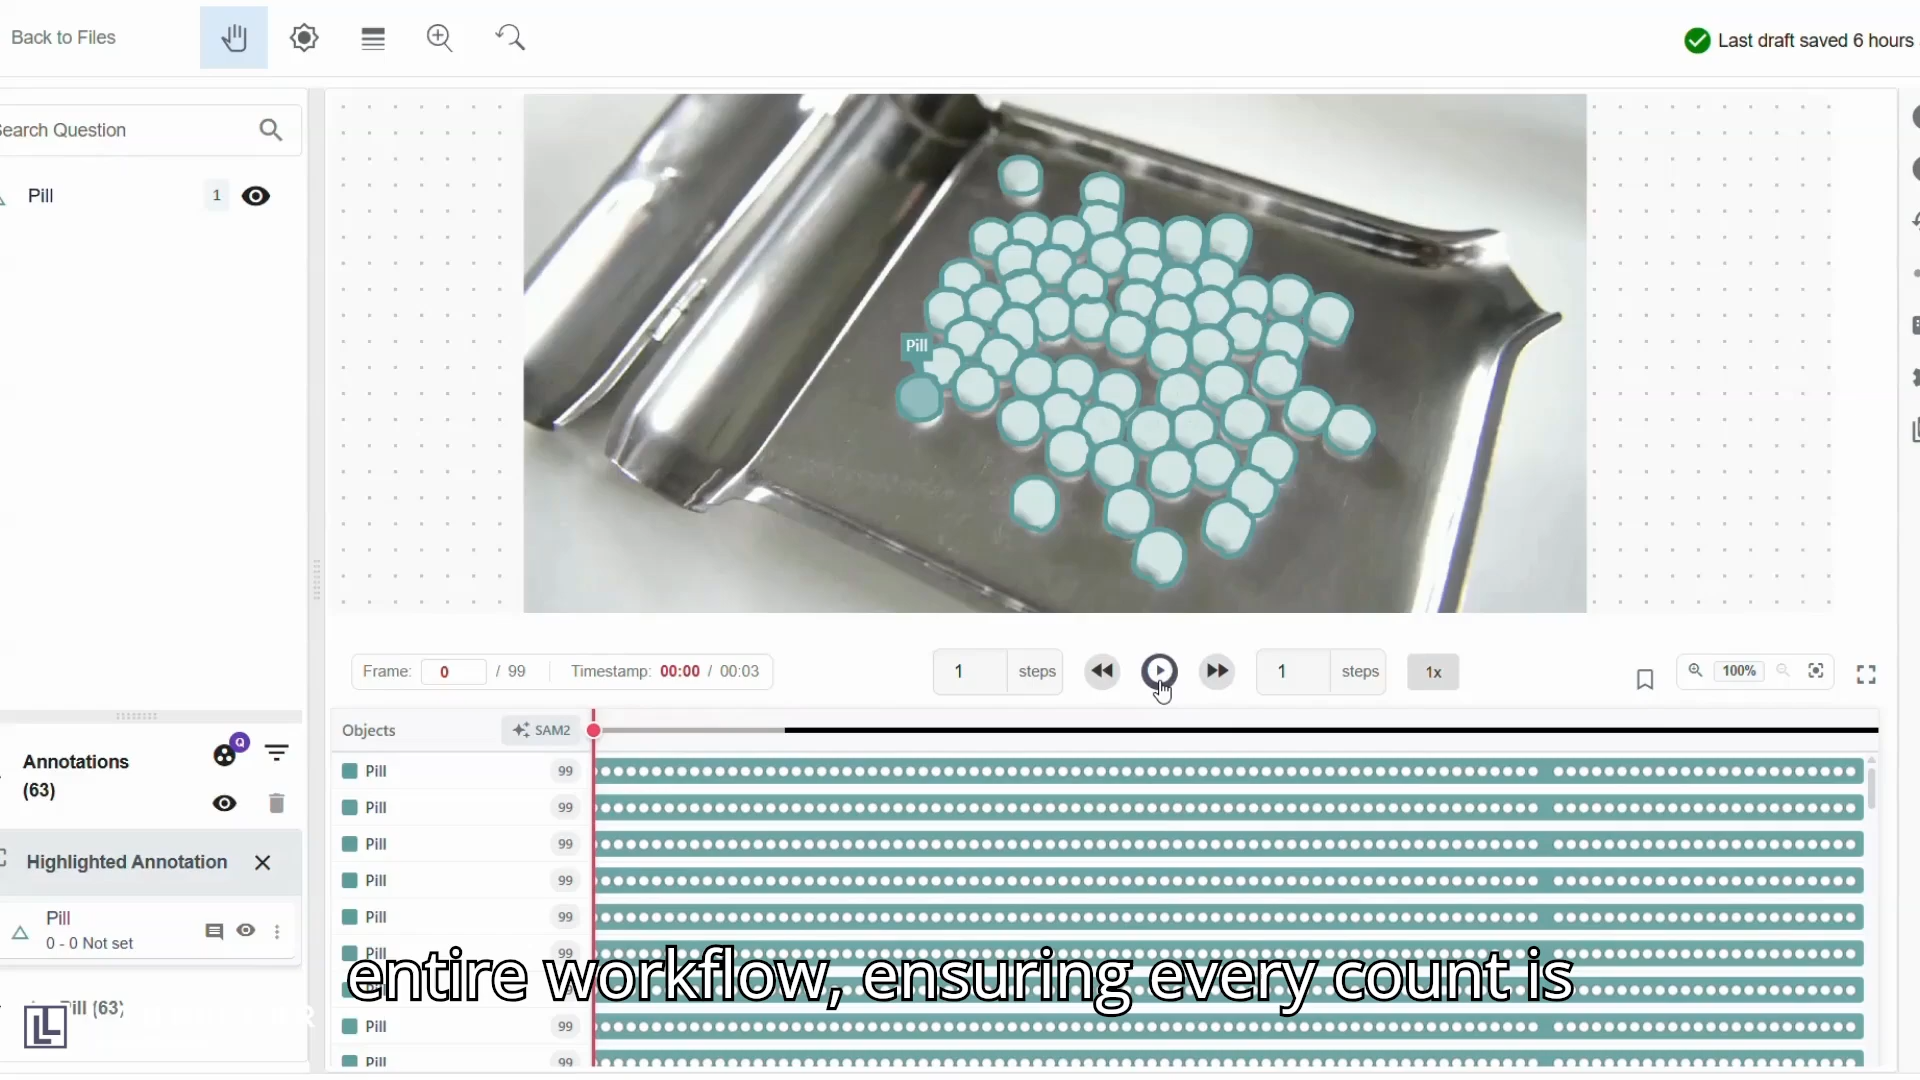 Back to Files
Last draft saved 6 hours
Search Question
Pill
1
Pill
Frame: 0 / 99
Timestamp: 00:00 / 00:03
1 steps
1 steps
1x
100%
Objects
SAM2
Pill 99
Pill 99
Pill 99
Pill 99
Pill 99
Pill 99
Pill 99
Pill 99
Annotations
(63)
Q
Highlighted Annotation
Pill
0 - 0 Not set
Pill (63)
entire workflow, ensuring every count is